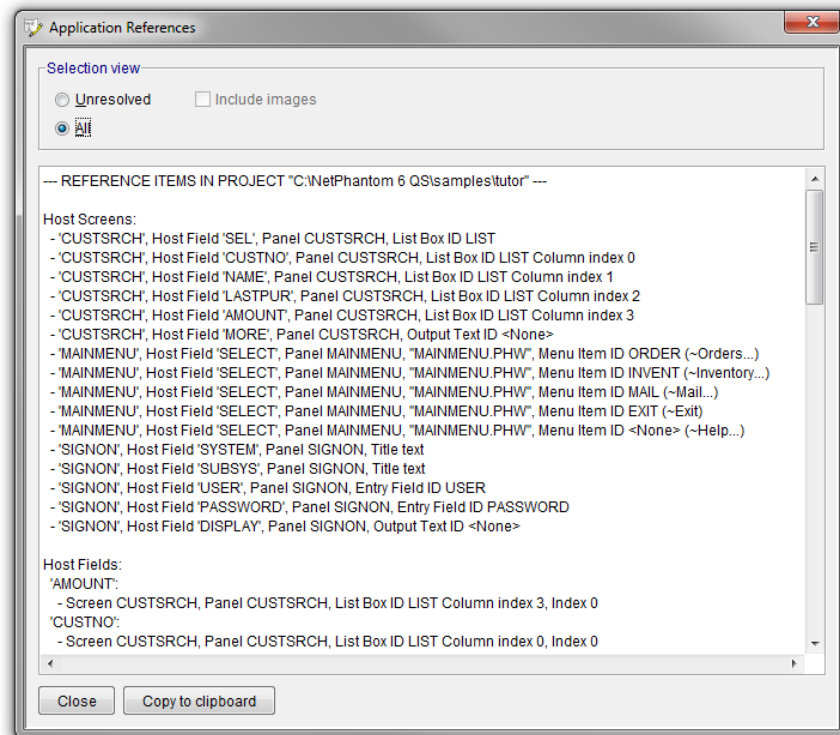 Application References
Selection view
Unresolved
Include images
All
--- REFERENCE ITEMS IN PROJECT "C:\NetPhantom 6 QS\samples\tutor" ---
Host Screens:
- 'CUSTSRCH', Host Field 'SEL', Panel CUSTSRCH, List Box ID LIST
- 'CUSTSRCH', Host Field 'CUSTNO', Panel CUSTSRCH, List Box ID LIST Column index 0
- 'CUSTSRCH', Host Field 'NAME', Panel CUSTSRCH, List Box ID LIST Column index 1
- 'CUSTSRCH', Host Field 'LASTPUR', Panel CUSTSRCH, List Box ID LIST Column index 2
- 'CUSTSRCH', Host Field 'AMOUNT', Panel CUSTSRCH, List Box ID LIST Column index 3
- 'CUSTSRCH', Host Field 'MORE', Panel CUSTSRCH, Output Text ID <None>
- 'MAINMENU', Host Field 'SELECT', Panel MAINMENU, "MAINMENU.PHW", Menu Item ID ORDER (~Orders...)
- 'MAINMENU', Host Field 'SELECT', Panel MAINMENU, "MAINMENU.PHW", Menu Item ID INVENT (~Inventory...)
- 'MAINMENU', Host Field 'SELECT', Panel MAINMENU, "MAINMENU.PHW", Menu Item ID MAIL (~Mail...)
- 'MAINMENU', Host Field 'SELECT', Panel MAINMENU, "MAINMENU.PHW", Menu Item ID EXIT (~Exit)
- 'MAINMENU', Host Field 'SELECT', Panel MAINMENU, "MAINMENU.PHW", Menu Item ID <None> (~Help...)
- 'SIGNON', Host Field 'SYSTEM', Panel SIGNON, Title text
- 'SIGNON', Host Field 'SUBSYS', Panel SIGNON, Title text
- 'SIGNON', Host Field 'USER', Panel SIGNON, Entry Field ID USER
- 'SIGNON', Host Field 'PASSWORD', Panel SIGNON, Entry Field ID PASSWORD
- 'SIGNON', Host Field 'DISPLAY', Panel SIGNON, Output Text ID <None>
Host Fields:
'AMOUNT':
- Screen CUSTSRCH, Panel CUSTSRCH, List Box ID LIST Column index 3, Index 0
'CUSTNO':
- Screen CUSTSRCH, Panel CUSTSRCH, List Box ID LIST Column index 0, Index 0
Close
Copy to clipboard